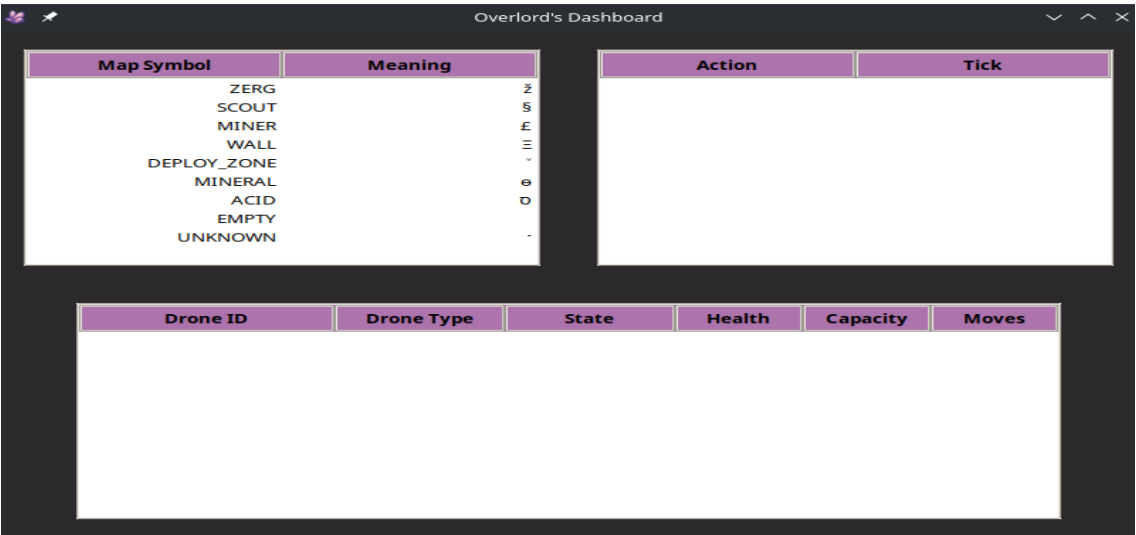 Overlord's Dashboard
Map Symbol Meaning
ZERG ž
SCOUT §
MINER £
WALL Ξ
DEPLOY_ZONE ˇ
MINERAL ɵ
ACID
EMPTY
UNKNOWN
Action Tick
Drone ID Drone Type State Health Capacity Moves